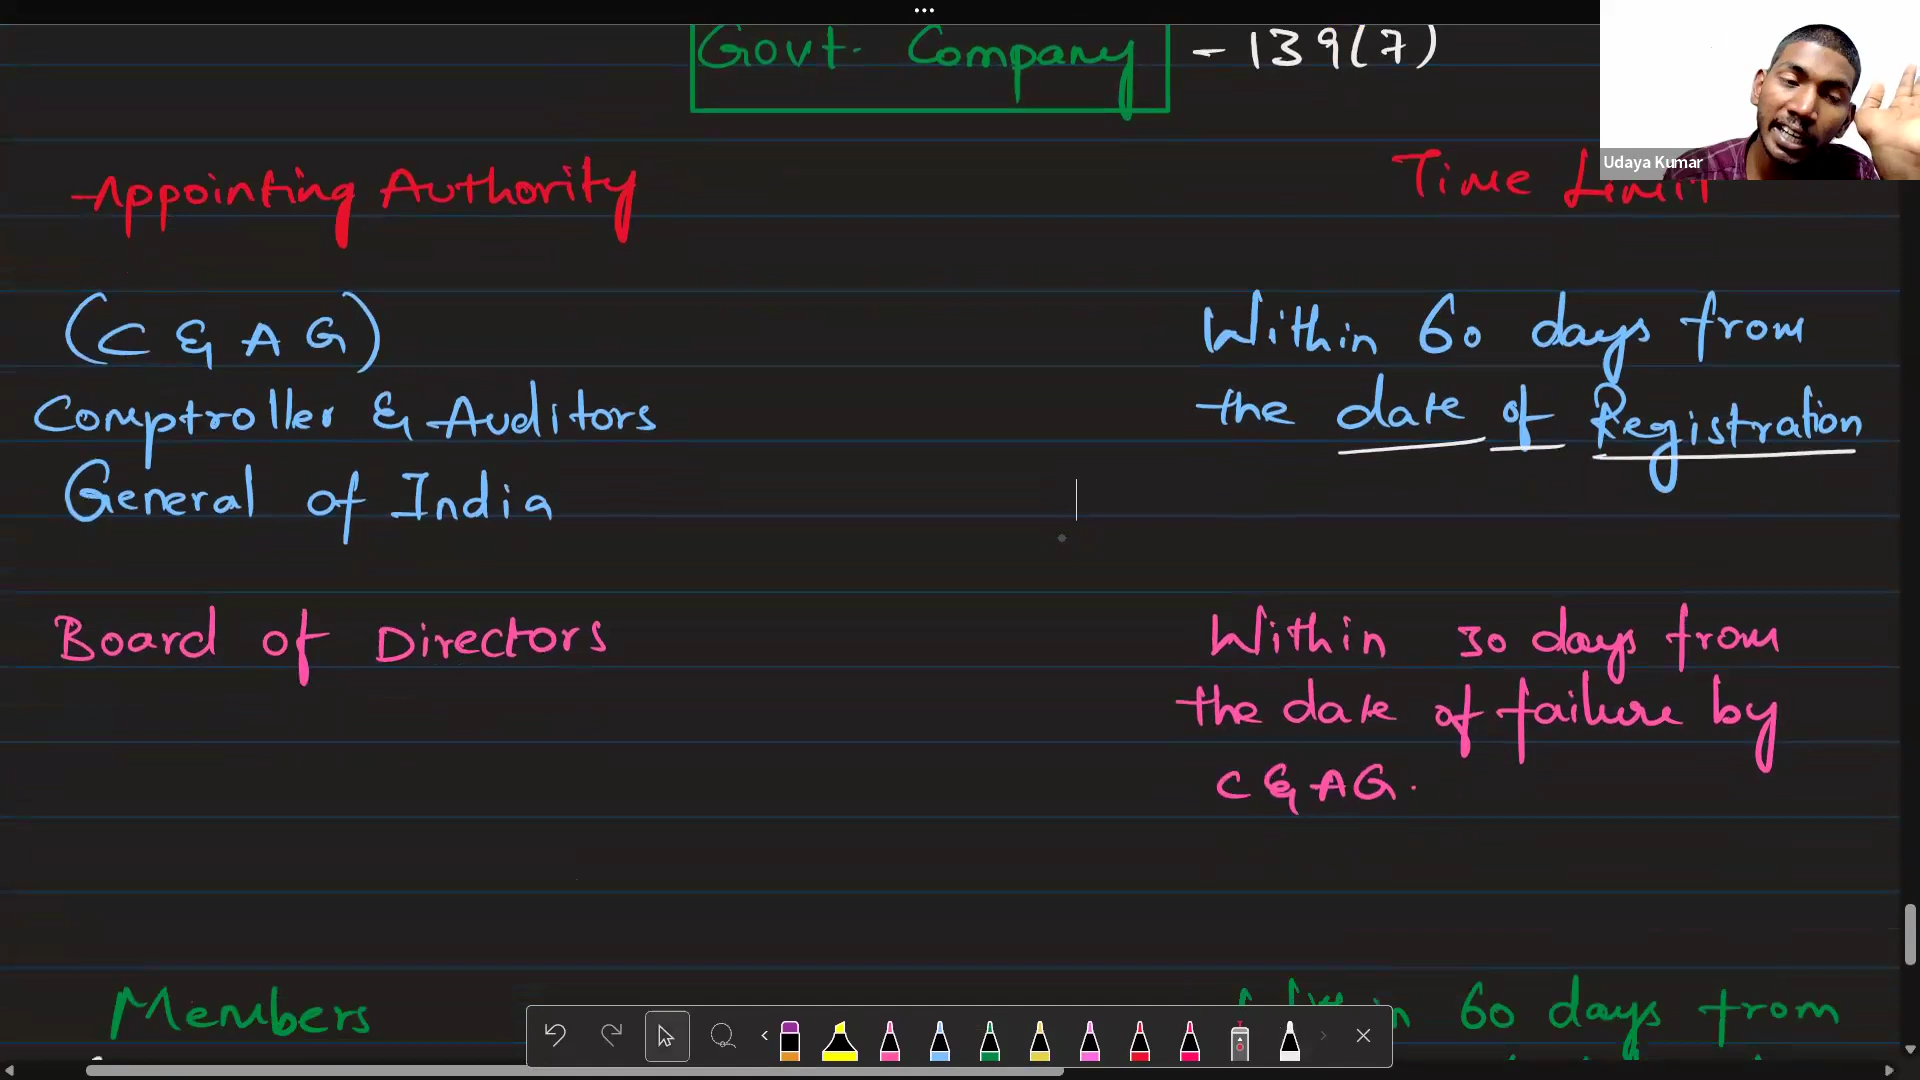 Govt. Company - 139(7)
Udaya Kumar
Appointing Authority
Time Limit
(C & A G)
Comptroller & Auditors
General of India
Within 60 days from
the date of Registration
Board of Directors
Within 30 days from
the date of failure by
C & AG.
Members
60 days from